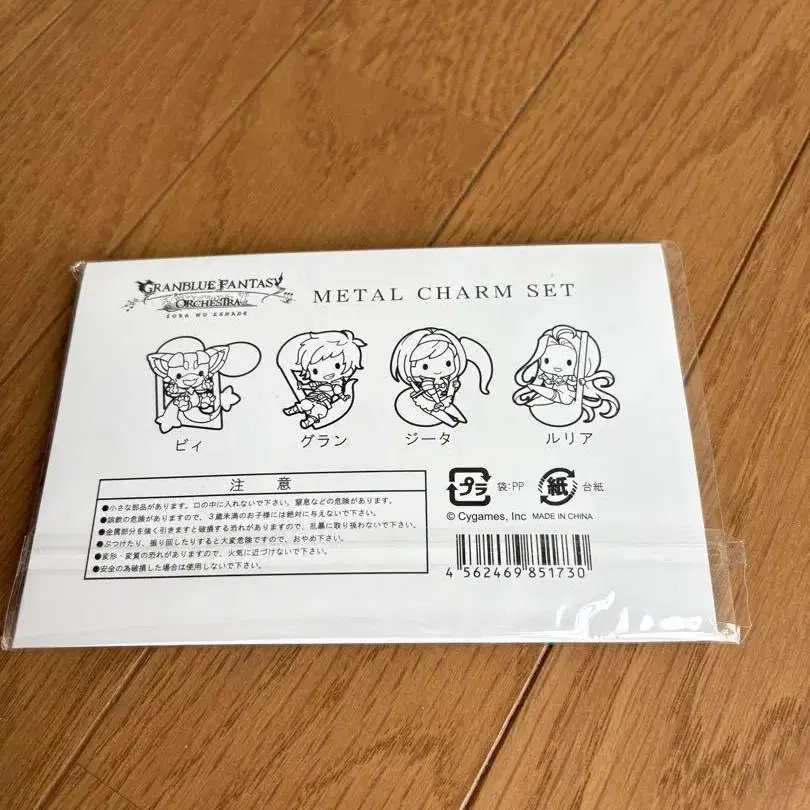 GRANBLUE FANTASY
ORCHESTRA
SORA NO KANADE
METAL CHARM SET
ビィ
グラン
ジータ
ルリア
注 意
●小さな部品があります。口の中に入れないで下さい。窒息などの危険があります。
●誤飲の危険がありますので、3歳未満のお子様には絶対に与えないで下さい。
●金属部分を強く引きますと破損する恐れがありますので、乱暴に取り扱わないで下さい。
●ぶつけたり、振り回したりすると大変危険ですので、おやめ下さい。
●変形・変質の恐れがありますので、火気に近づけないで下さい。
●安全の為破損した場合は使用しないで下さい。
プラ 袋:PP 紙 台紙
© Cygames, Inc MADE IN CHINA
4 562469 851730